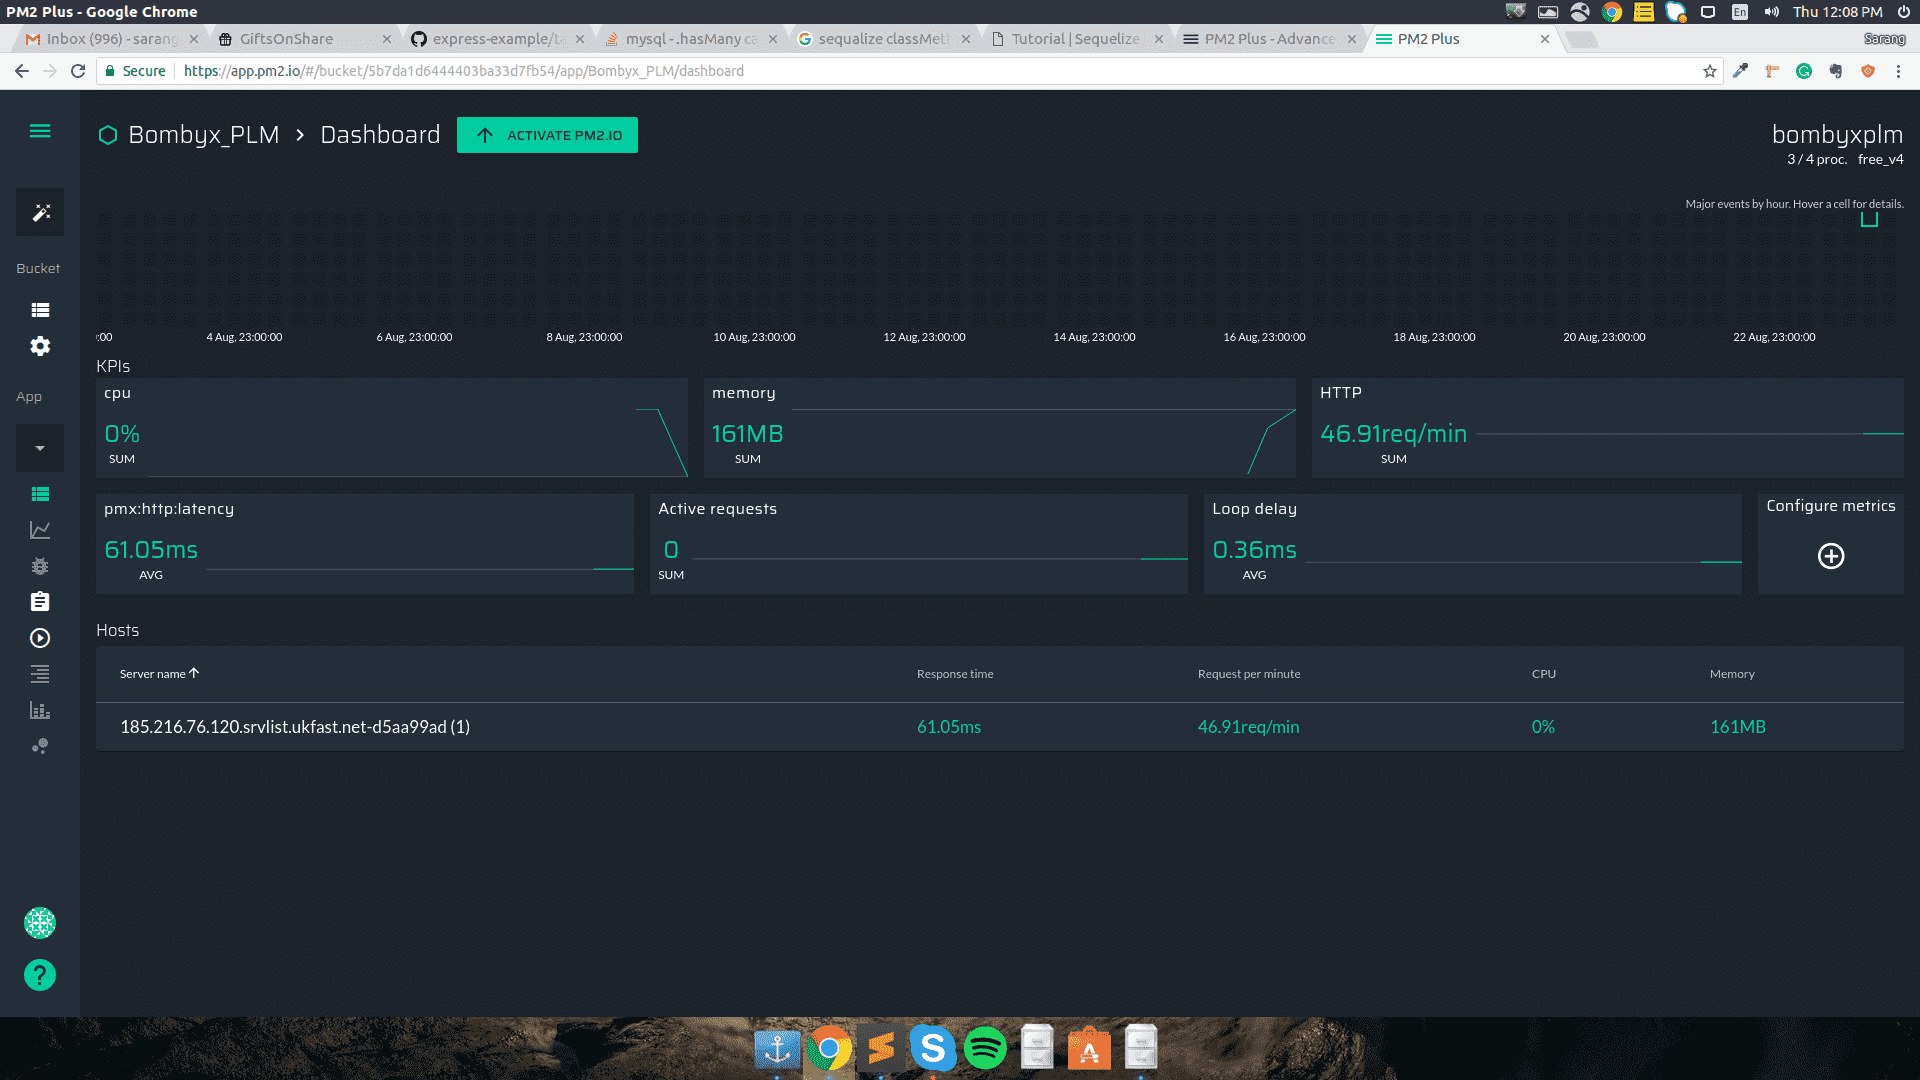 PM2 Plus - Google Chrome
En
Thu 12:08 PM
Inbox (996) - sarang
GiftsOnShare
express-example/ta
mysql - .hasMany ca
sequalize classMeth
Tutorial | Sequelize
PM2 Plus - Advance
PM2 Plus
Sarang
Secure
https://app.pm2.io/#/bucket/5b7da1d6444403ba33d7fb54/app/Bombyx_PLM/dashboard
Bombyx_PLM > Dashboard
ACTIVATE PM2.IO
bombyxplm
3 / 4 proc. free_v4
Major events by hour. Hover a cell for details.
Bucket
App
:00
4 Aug, 23:00:00
6 Aug, 23:00:00
8 Aug, 23:00:00
10 Aug, 23:00:00
12 Aug, 23:00:00
14 Aug, 23:00:00
16 Aug, 23:00:00
18 Aug, 23:00:00
20 Aug, 23:00:00
22 Aug, 23:00:00
KPIs
cpu
0%
SUM
memory
161MB
SUM
HTTP
46.91req/min
SUM
pmx:http:latency
61.05ms
AVG
Active requests
0
SUM
Loop delay
0.36ms
AVG
Configure metrics
Hosts
Server name
Response time
Request per minute
CPU
Memory
185.216.76.120.srvlist.ukfast.net-d5aa99ad (1)
61.05ms
46.91req/min
0%
161MB